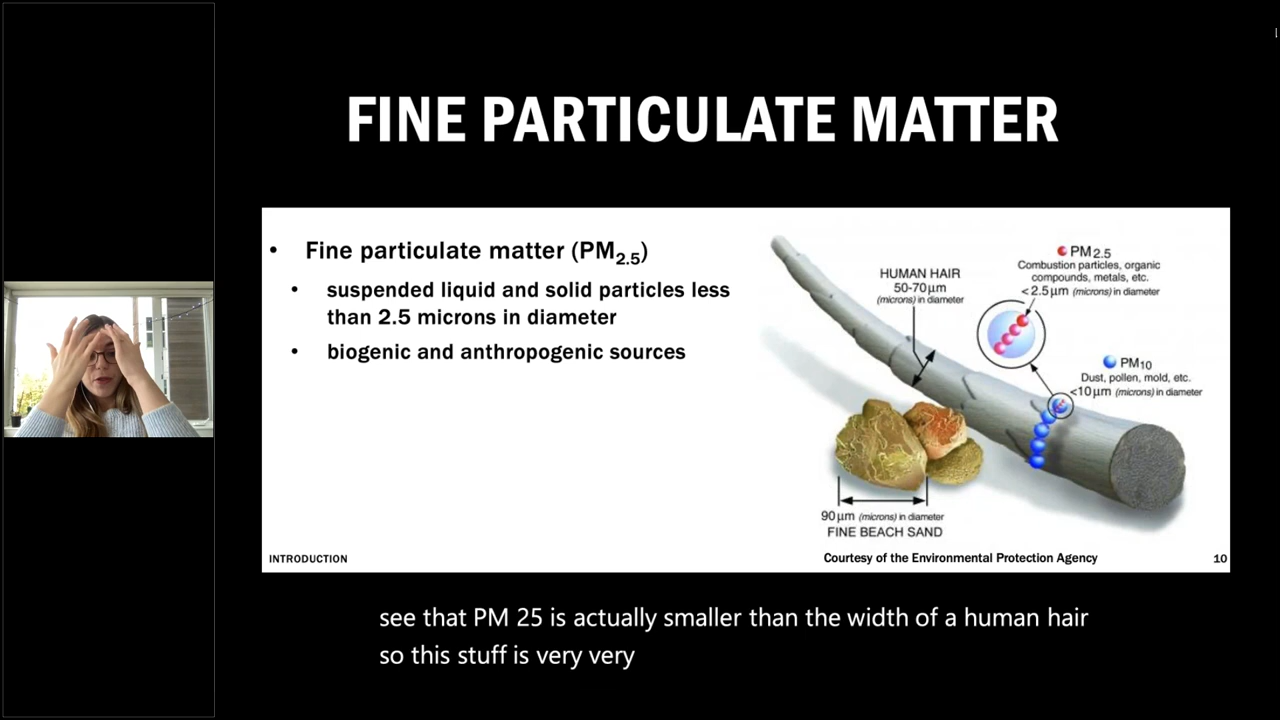 FINE PARTICULATE MATTER
• Fine particulate matter (PM2.5)
• suspended liquid and solid particles less
than 2.5 microns in diameter
• biogenic and anthropogenic sources
HUMAN HAIR
50-70 µm
(microns) in diameter
PM2.5
Combustion particles, organic
compounds, metals, etc.
< 2.5 µm (microns) in diameter
PM10
Dust, pollen, mold, etc.
<10 µm (microns) in diameter
90 µm (microns) in diameter
FINE BEACH SAND
INTRODUCTION
Courtesy of the Environmental Protection Agency
10
see that PM 25 is actually smaller than the width of a human hair
so this stuff is very very